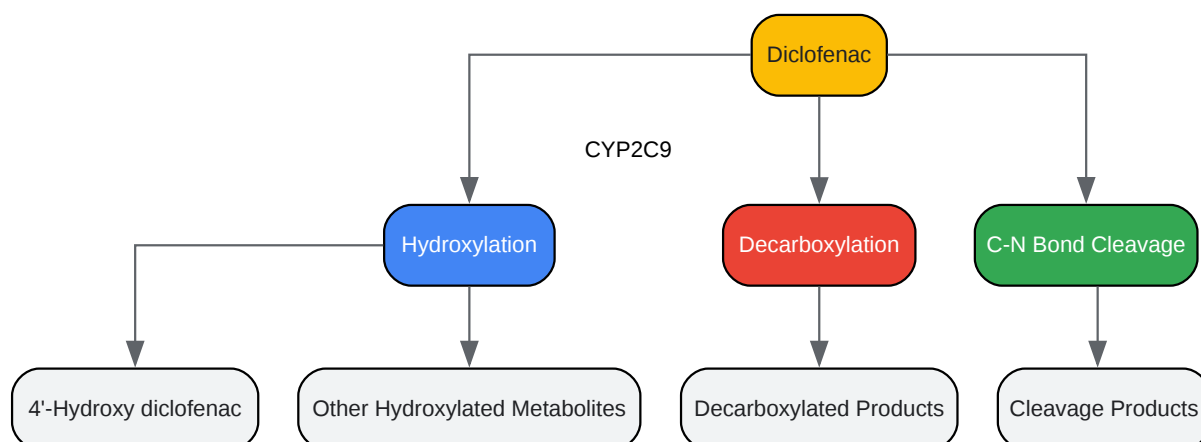 Diclofenac
CYP2C9
Hydroxylation
Decarboxylation
C-N Bond Cleavage
4'-Hydroxy diclofenac
Other Hydroxylated Metabolites
Decarboxylated Products
Cleavage Products